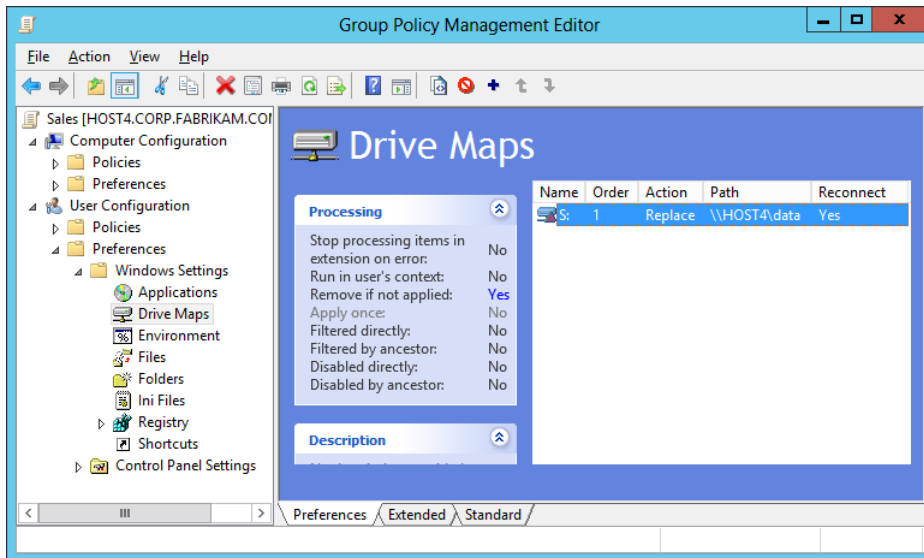 Group Policy Management Editor
File Action View Help
Sales [HOST4.CORP.FABRIKAM.COM
Computer Configuration
Policies
Preferences
User Configuration
Policies
Preferences
Windows Settings
Applications
Drive Maps
Environment
Files
Folders
Ini Files
Registry
Shortcuts
Control Panel Settings
Drive Maps
Processing
Stop processing items in
extension on error: No
Run in user's context: No
Remove if not applied: Yes
Apply once: No
Filtered directly: No
Filtered by ancestor: No
Disabled directly: No
Disabled by ancestor: No
Description
Name Order Action Path Reconnect
S: 1 Replace \\HOST4\data Yes
Preferences Extended Standard